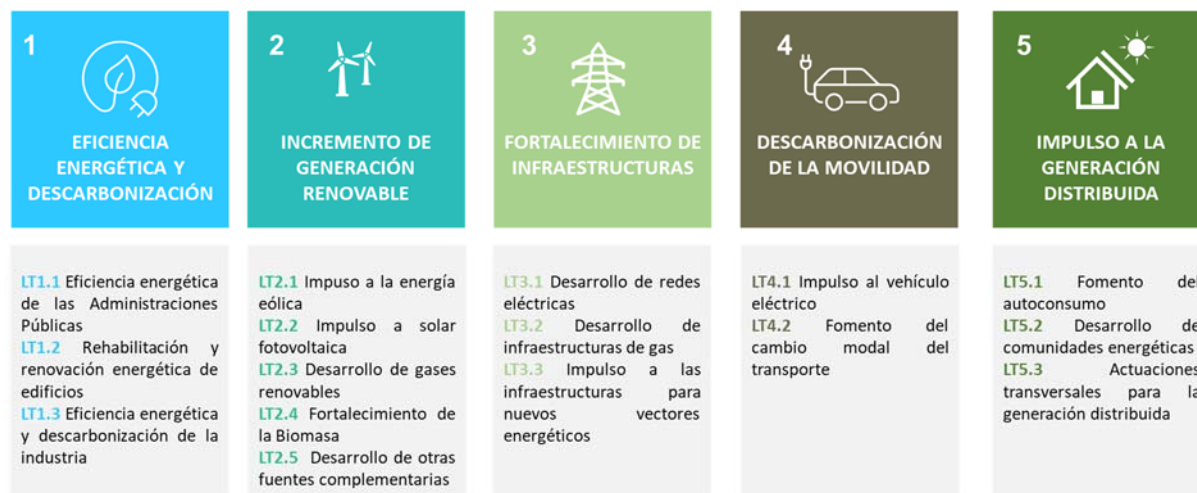 1
EFICIENCIA
ENERGÉTICA Y
DESCARBONIZACIÓN
LT1.1 Eficiencia energética
de las Administraciones
Públicas
LT1.2 Rehabilitación y
renovación energética de
edificios
LT1.3 Eficiencia energética
y descarbonización de la
industria
2
INCREMENTO DE
GENERACIÓN
RENOVABLE
LT2.1 Impuso a la energía
eólica
LT2.2 Impulso a solar
fotovoltaica
LT2.3 Desarrollo de gases
renovables
LT2.4 Fortalecimiento de
la Biomasa
LT2.5 Desarrollo de otras
fuentes complementarias
3
FORTALECIMIENTO DE
INFRAESTRUCTURAS
LT3.1 Desarrollo de redes
eléctricas
LT3.2 Desarrollo de
infraestructuras de gas
LT3.3 Impulso a las
infraestructuras para
nuevos vectores
energéticos
4
DESCARBONIZACIÓN
DE LA MOVILIDAD
LT4.1 Impulso al vehículo
eléctrico
LT4.2 Fomento del
cambio modal del
transporte
5
IMPULSO A LA
GENERACIÓN
DISTRIBUIDA
LT5.1 Fomento del
autoconsumo
LT5.2 Desarrollo de
comunidades energéticas
LT5.3 Actuaciones
transversales para la
generación distribuida